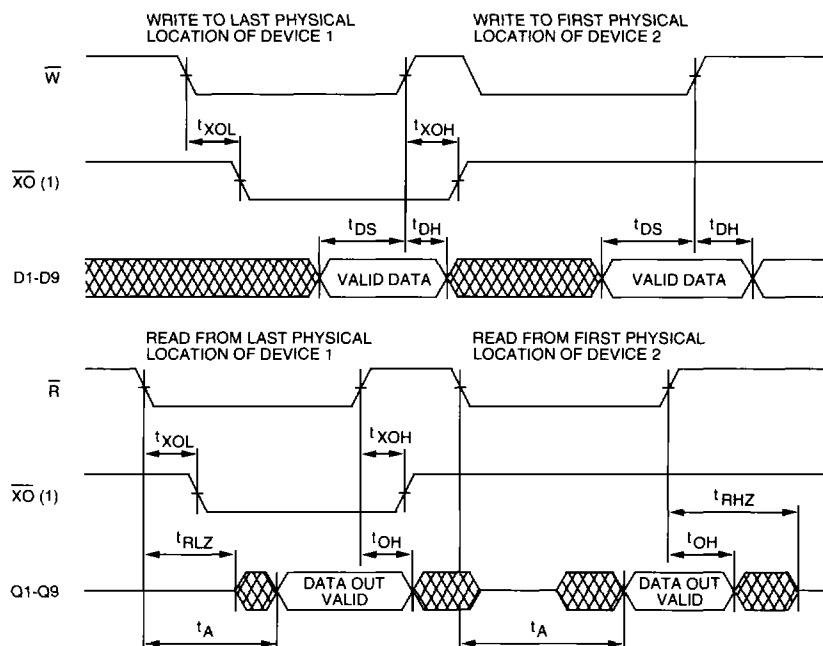 WRITE TO LAST PHYSICAL
LOCATION OF DEVICE 1
WRITE TO FIRST PHYSICAL
LOCATION OF DEVICE 2
W̅
tXOL
tXOH
X̅O̅ (1)
tDS
tDH
tDS
tDH
D1-D9
VALID DATA
VALID DATA
READ FROM LAST PHYSICAL
LOCATION OF DEVICE 1
READ FROM FIRST PHYSICAL
LOCATION OF DEVICE 2
R̅
tXOL
tXOH
X̅O̅ (1)
tRHZ
tRLZ
tOH
tOH
Q1-Q9
DATA OUT
VALID
DATA OUT
VALID
tA
tA